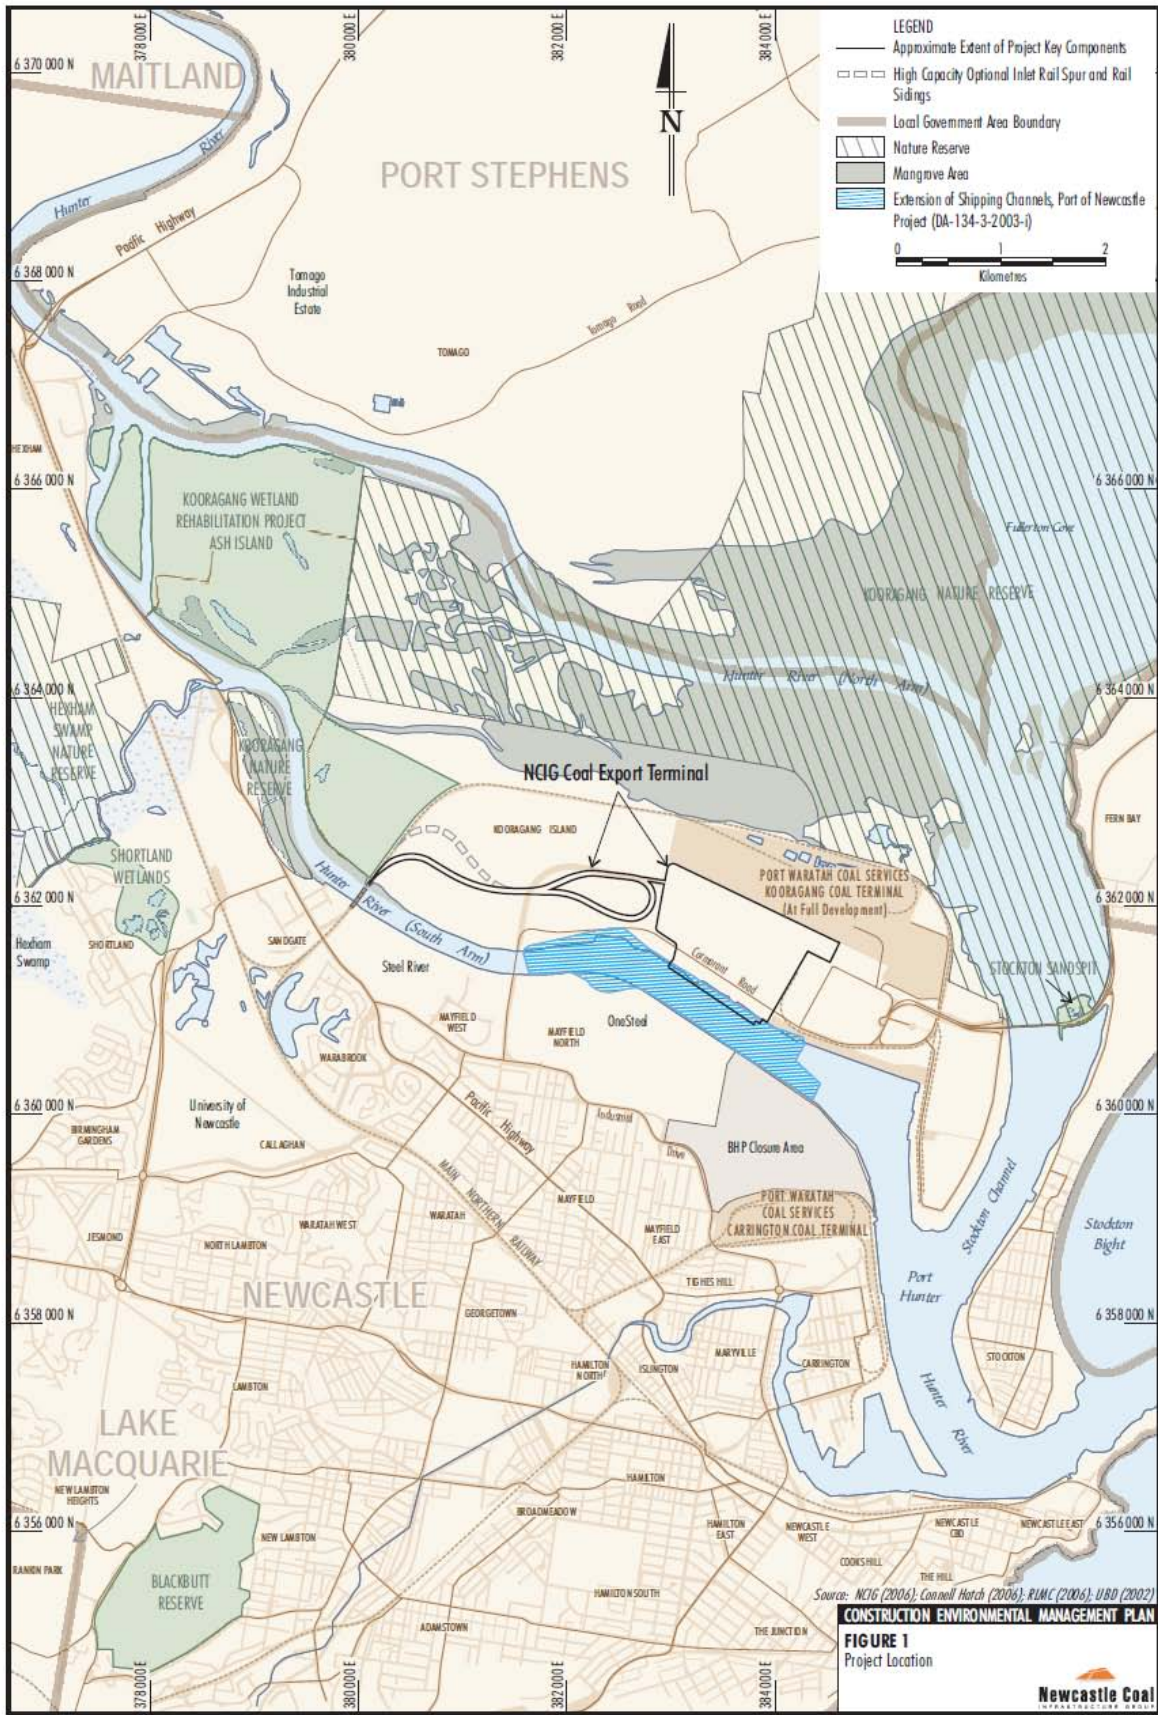 378 000 E
380 000 E
382 000 E
384 000 E
LEGEND
Approximate Extent of Project Key Components
High Capacity Optional Inlet Rail Spur and Rail
Sidings
Local Government Area Boundary
Nature Reserve
Mangrove Area
Extension of Shipping Channels, Port of Newcastle
Project (DA-134-3-2003-i)
0 1 2
Kilometres
6 370 000 N
MAITLAND
N
River
PORT STEPHENS
Hunter
Pacific Highway
6 368 000 N
Tomago
Industrial
Estate
Tomago Road
TOMAGO
HEXHAM
6 366 000 N
6 366 000 N
KOORAGANG WETLAND
REHABILITATION PROJECT
ASH ISLAND
Fullerton Cove
KOORAGANG NATURE RESERVE
Hunter River (North Arm)
6 364 000 N
6 364 000 N
HEXHAM
SWAMP
NATURE
RESERVE
KOORAGANG
NATURE
RESERVE
NCIG Coal Export Terminal
KOORAGANG ISLAND
FERN BAY
SHORTLAND
WETLANDS
PORT WARATAH COAL SERVICES
KOORAGANG COAL TERMINAL
(At Full Development)
6 362 000 N
6 362 000 N
Hunter River (South Arm)
Hexham
Swamp
SHORTLAND
SANDGATE
Steel River
Cormorant Road
STOCKTON SANDSPIT
MAYFIELD
WEST
OneSteel
MAYFIELD
NORTH
WARABROOK
6 360 000 N
6 360 000 N
University of
Newcastle
Pacific Highway
Industrial
Drive
BIRMINGHAM
GARDENS
CALLAGHAN
BHP Closure Area
MAIN NORTHERN RAILWAY
Stockton Channel
MAYFIELD
PORT WARATAH
COAL SERVICES
CARRINGTON COAL TERMINAL
JESMOND
WARATAH WEST
WARATAH
NORTH LAMBTON
MAYFIELD
EAST
Stockton
Bight
Port
Hunter
TIGHES HILL
NEWCASTLE
GEORGETOWN
6 358 000 N
6 358 000 N
MARYVILLE
CARRINGTON
STOCKTON
HAMILTON
NORTH
ISLINGTON
LAMBTON
Hunter River
LAKE
MACQUARIE
HAMILTON
NEW LAMBTON
HEIGHTS
6 356 000 N
6 356 000 N
BROADMEADOW
HAMILTON
EAST
NEWCASTLE
WEST
NEWCASTLE
CBD
NEWCASTLE EAST
NEW LAMBTON
COOKS HILL
RANKIN PARK
THE HILL
BLACKBUTT
RESERVE
HAMILTON SOUTH
ADAMSTOWN
THE JUNCTION
Source: NCIG (2006); Connell Hatch (2006); RLMC (2006); UBD (2002)
CONSTRUCTION ENVIRONMENTAL MANAGEMENT PLAN
FIGURE 1
Project Location
Newcastle Coal
INFRASTRUCTURE GROUP
378 000 E
380 000 E
382 000 E
384 000 E